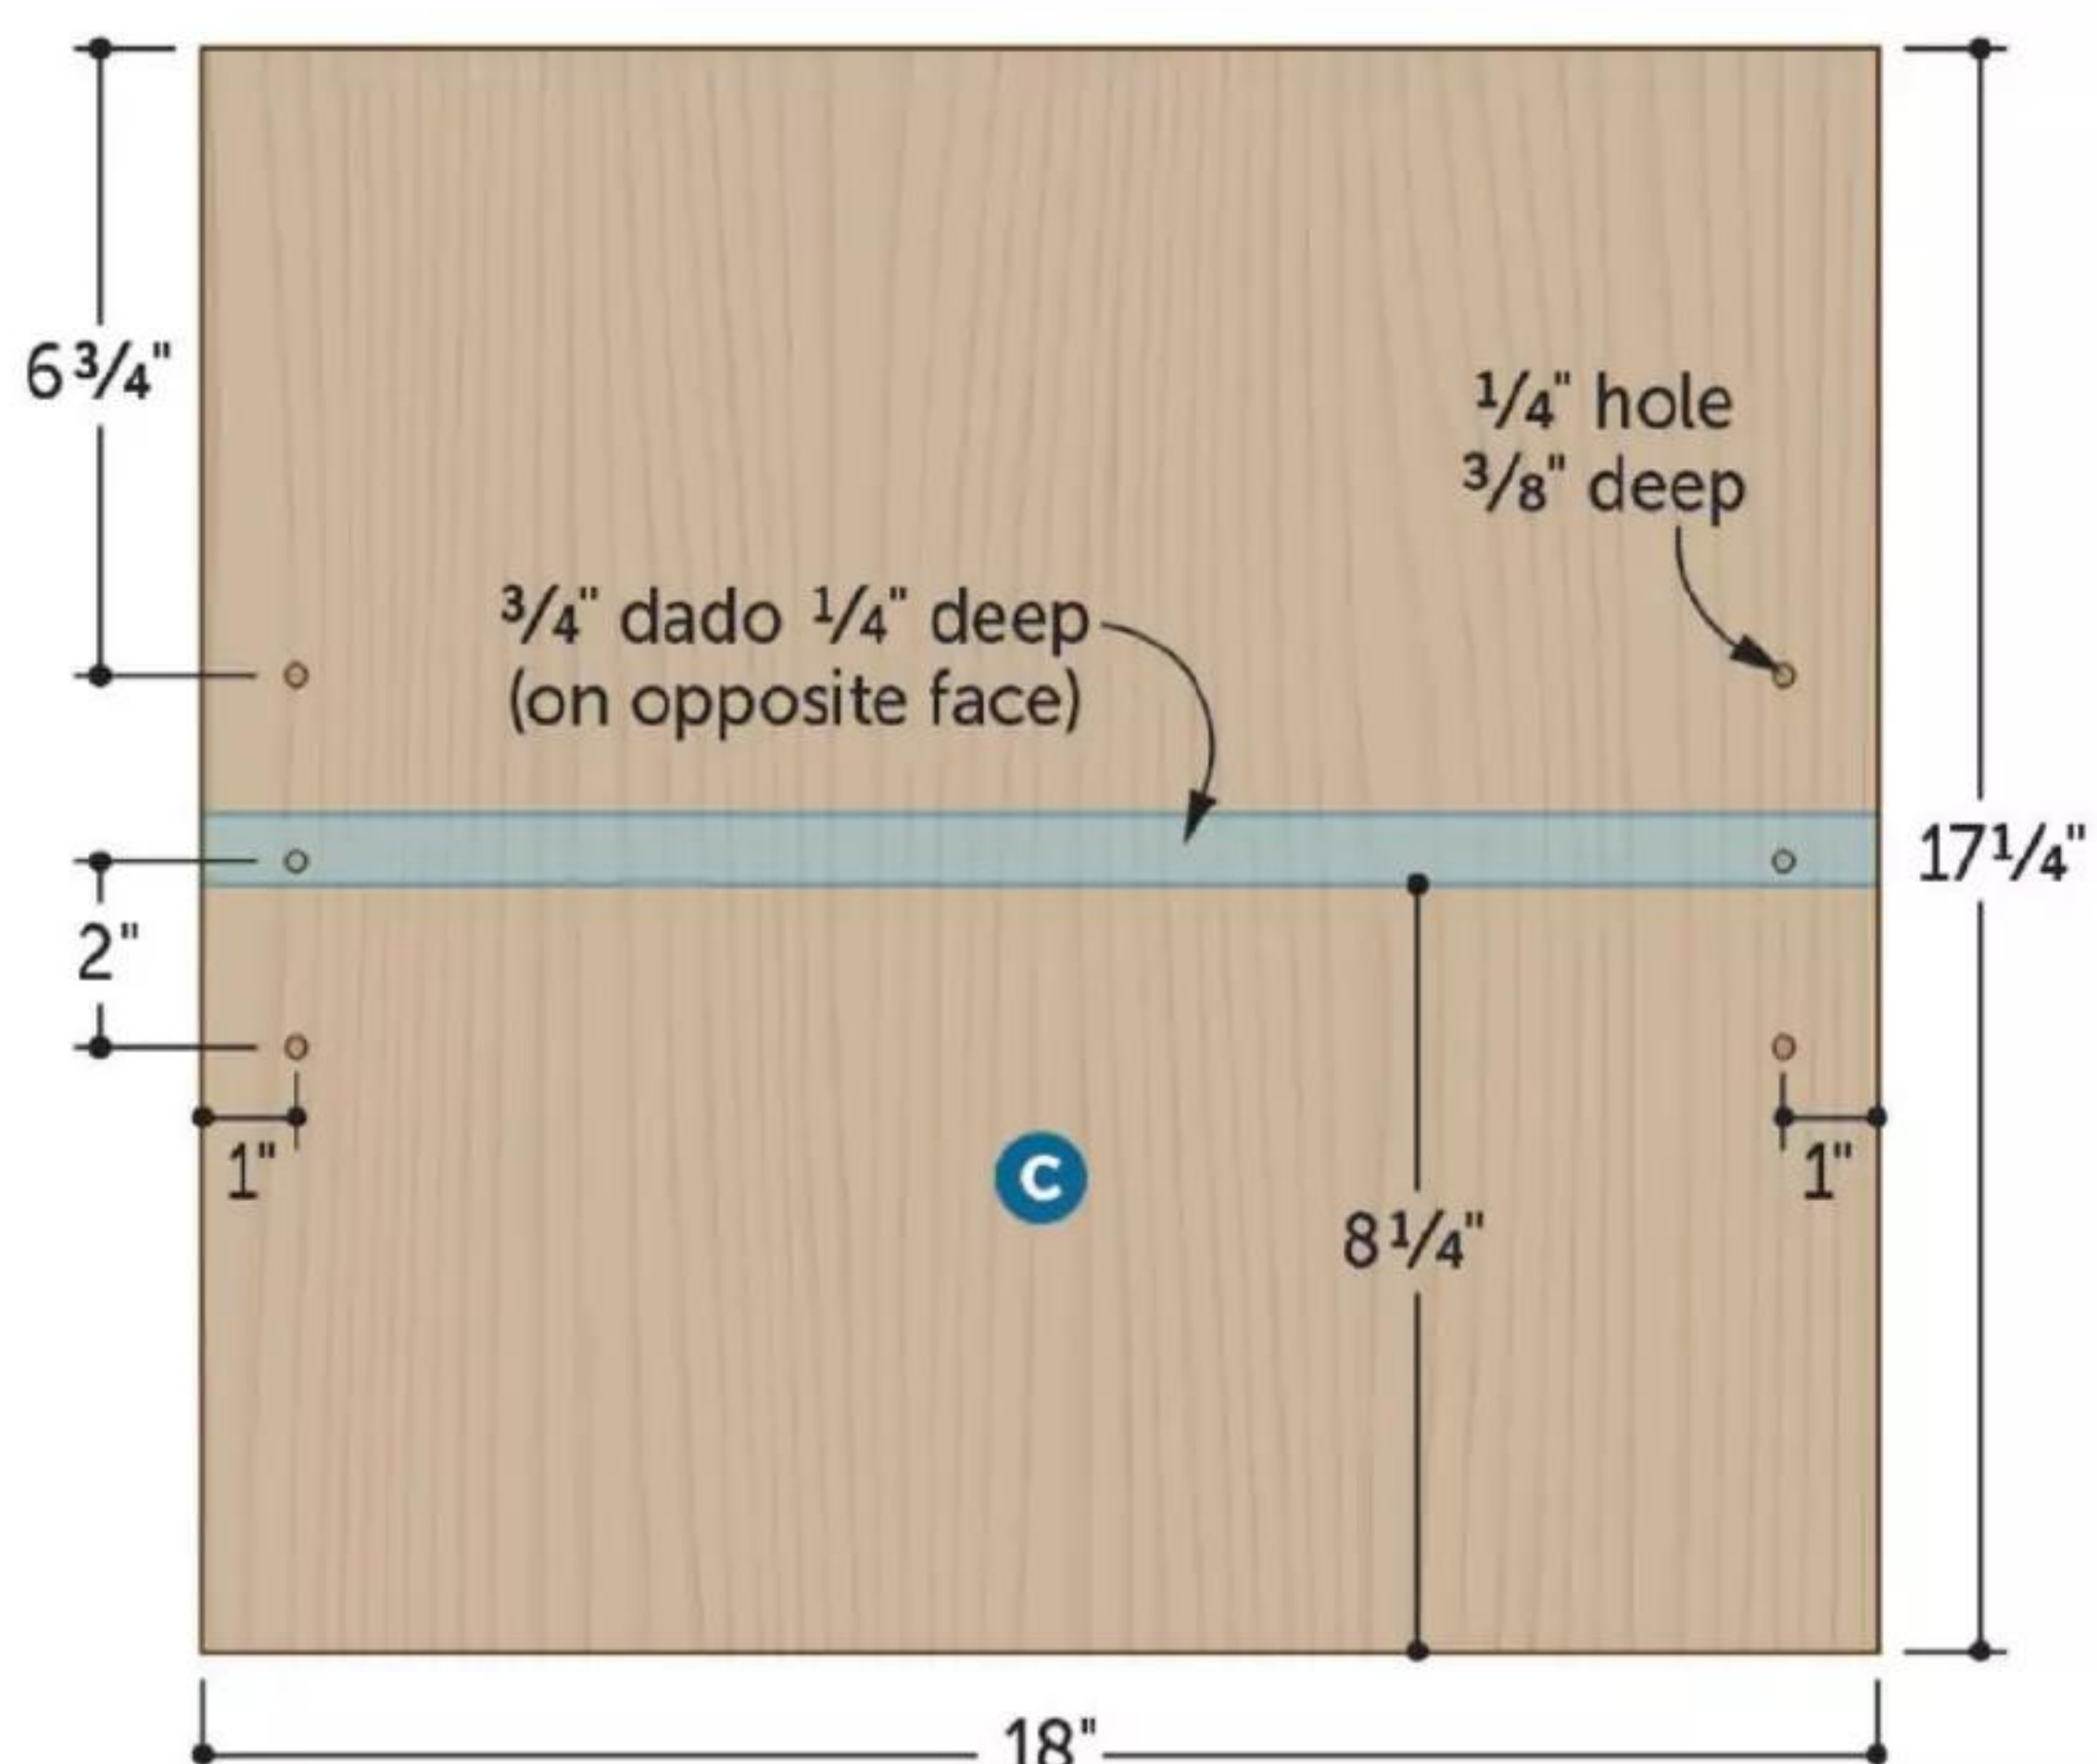 6 3/4"
1/4" hole
3/8" deep
3/4" dado 1/4" deep
(on opposite face)
17 1/4"
2"
1"
C
1"
8 1/4"
18"